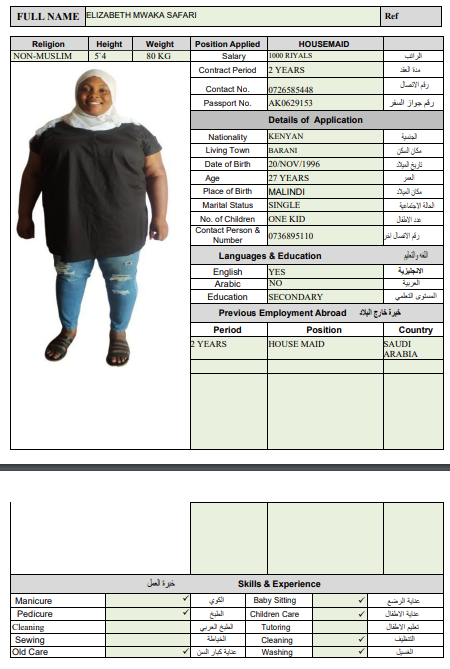 FULL NAME ELIZABETH MWAKA SAFARI Ref
Religion Height Weight Position Applied HOUSEMAID
NON-MUSLIM 5`4 80 KG Salary 1000 RIYALS الراتب
Contract Period 2 YEARS مدة العقد
Contact No. 0726585448 رقم الاتصال
Passport No. AK0629153 رقم جواز السفر
Details of Application
Nationality KENYAN الجنسية
Living Town BARANI مكان السكن
Date of Birth 20/NOV/1996 تاريخ الميلاد
Age 27 YEARS العمر
Place of Birth MALINDI مكان الميلاد
Marital Status SINGLE الحالة الاجتماعية
No. of Children ONE KID عدد الاطفال
Contact Person & Number 0736895110 رقم الاتصال اخر
Languages & Education اللغه والتعليم
English YES الانجليزية
Arabic NO العربية
Education SECONDARY المستوى التعلمي
Previous Employment Abroad خبرة خارج البلاد
Period Position Country
2 YEARS HOUSE MAID SAUDI
ARABIA
خبرة العمل Skills & Experience
Manicure ✓ الكوي Baby Sitting ✓ عناية الرضع
Pedicure ✓ الطبخ Children Care ✓ عناية الاطفال
Cleaning الطبخ العربي Tutoring تعليم الاطفال
Sewing الخياطة Cleaning ✓ التنظيف
Old Care ✓ عناية كبار السن Washing ✓ الغسيل